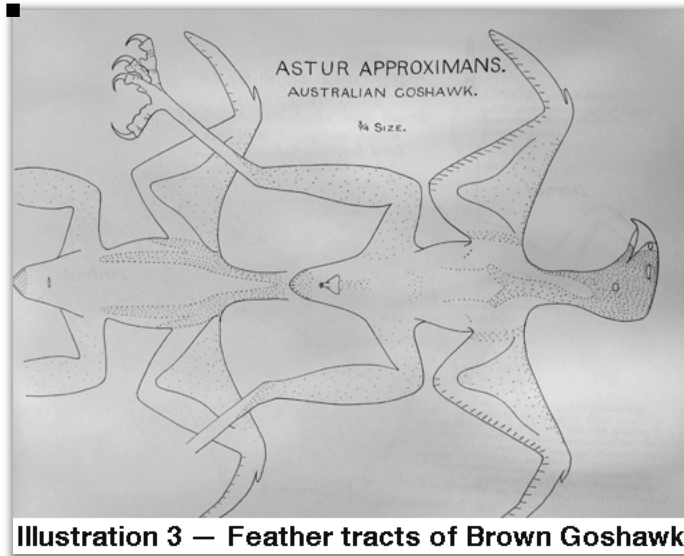 ASTUR APPROXIMANS.
AUSTRALIAN GOSHAWK.
¾ SIZE.
Illustration 3 — Feather tracts of Brown Goshawk